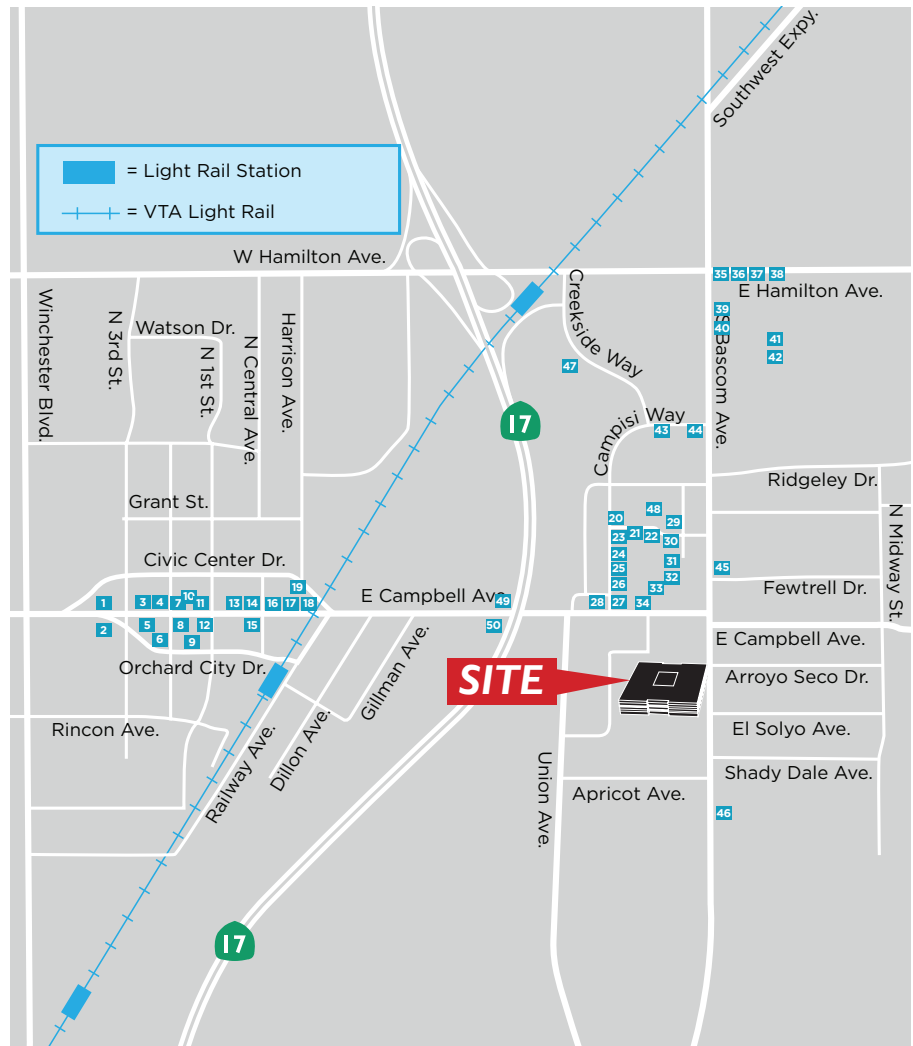 Southwest Expy.
= Light Rail Station
= VTA Light Rail
W Hamilton Ave.
35 36 37 38
E Hamilton Ave.
Winchester Blvd.
N 3rd St.
Watson Dr.
N 1st St.
N Central Ave.
Harrison Ave.
Creekside Way
39
40
S Bascom Ave.
41
42
47
17
Campisi Way
43 44
Ridgeley Dr.
Grant St.
N Midway St.
48
20 29
21 22
23 30
24
25 31
26 32
33
45
Civic Center Dr.
Fewtrell Dr.
19
10
1 3 4 7 11 13 14 16 17 18
E Campbell Ave.
49
28 27 34
2 5 8 12 15
50
6 9
E Campbell Ave.
Orchard City Dr.
Gillman Ave.
SITE
Arroyo Seco Dr.
Rincon Ave.
Railway Ave.
Dillon Ave.
El Solyo Ave.
Union Ave.
Shady Dale Ave.
Apricot Ave.
46
17